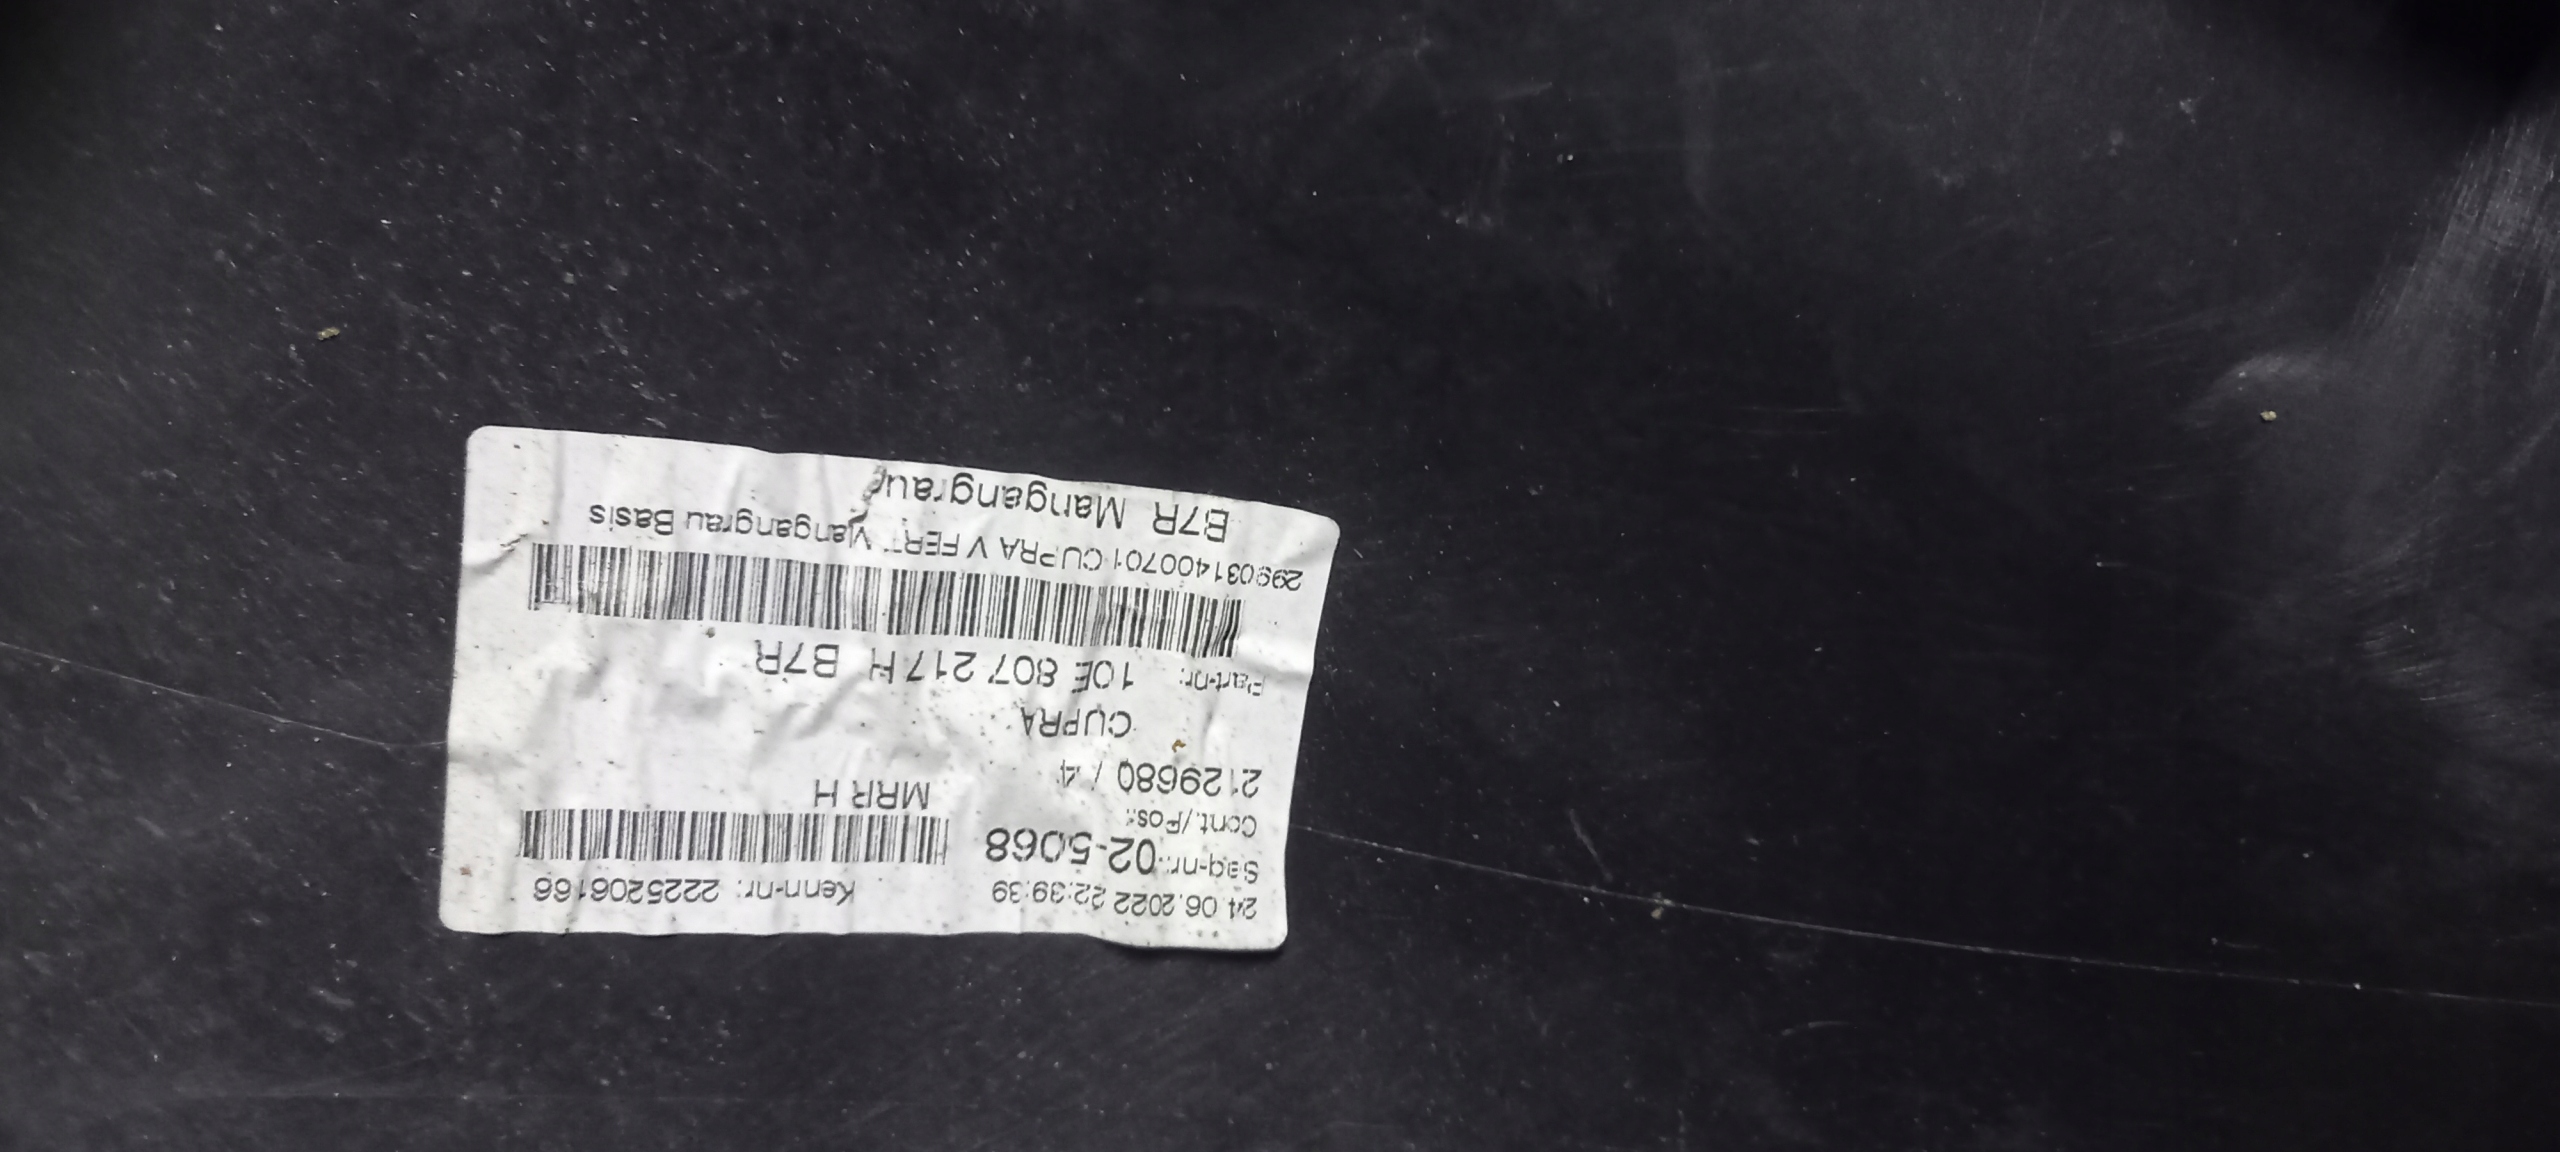 24.06.2022 22:39:39 Kenn-nr: 2225206166
Seq-nr: 02-5068
Cont./Pos.:
2129680 / 4 MRR H
CUPRA
Part-nr: 10E 807 217 H B7R
299031400701 CUPRA V FERT Mangangrau Basis
B7R Mangangrau